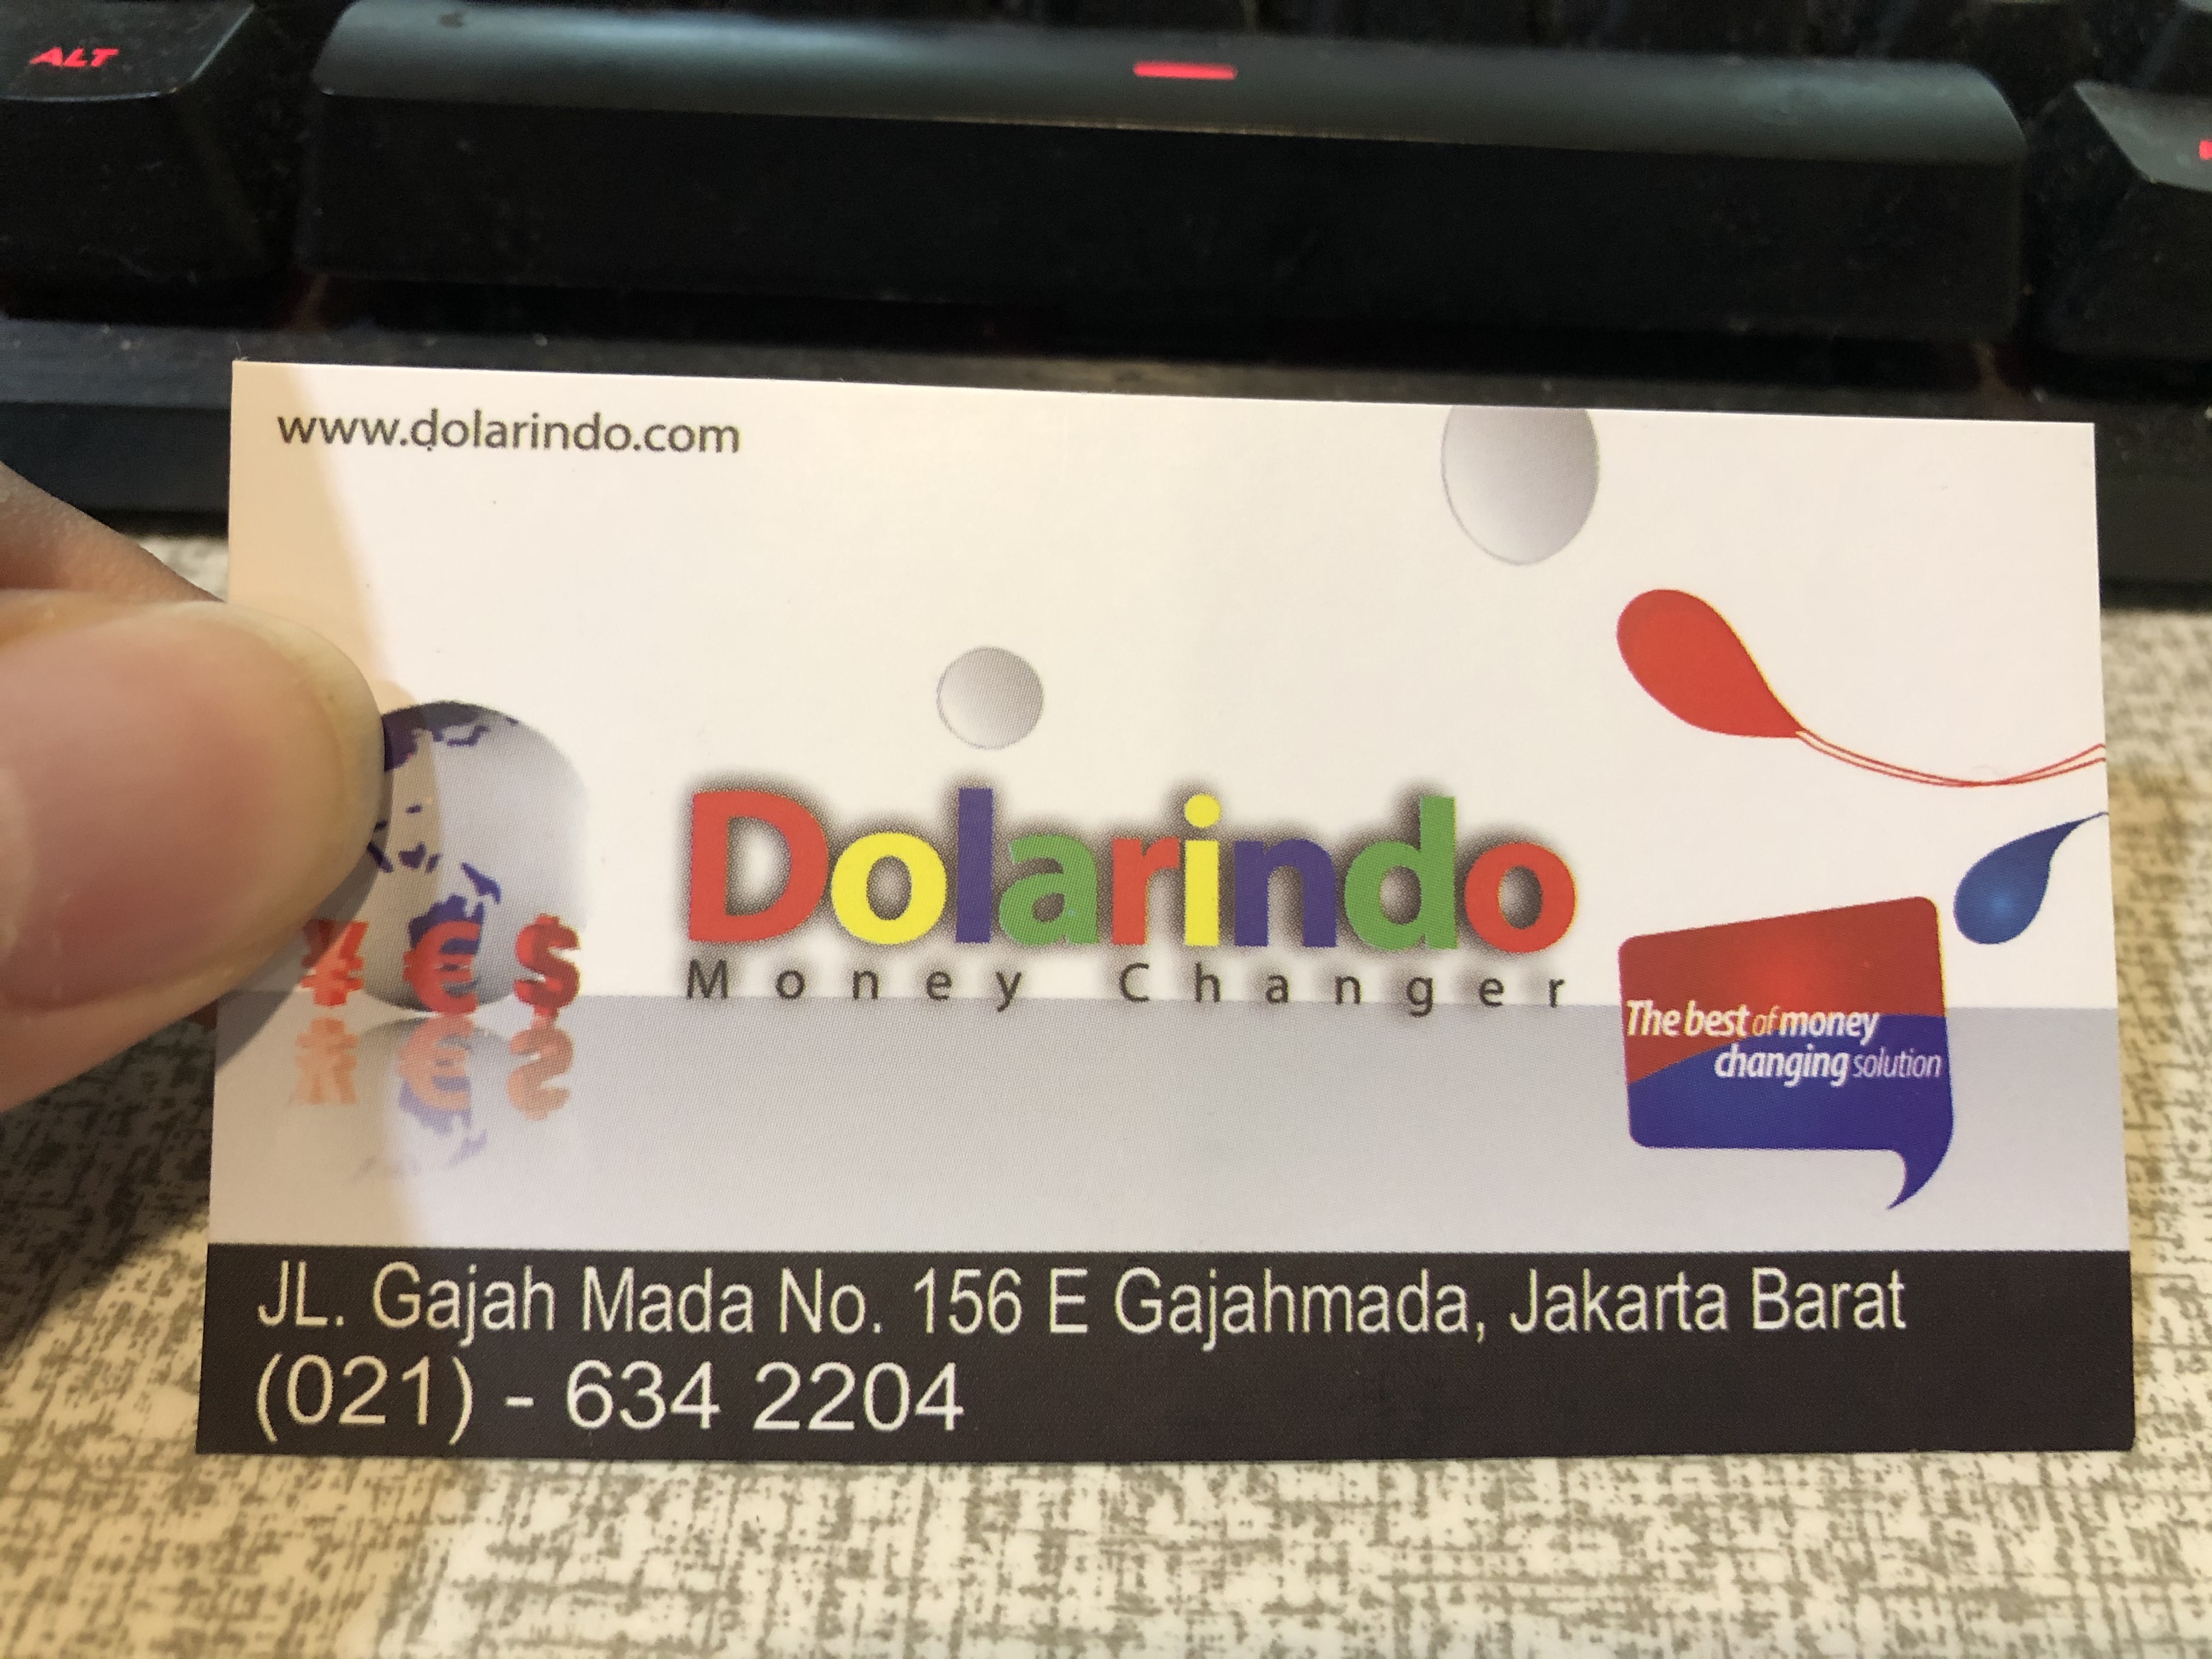 ALT
www.dolarindo.com
¥ € $
Dolarindo
Money Changer
The best of money
changing solution
JL. Gajah Mada No. 156 E Gajahmada, Jakarta Barat
(021) - 634 2204